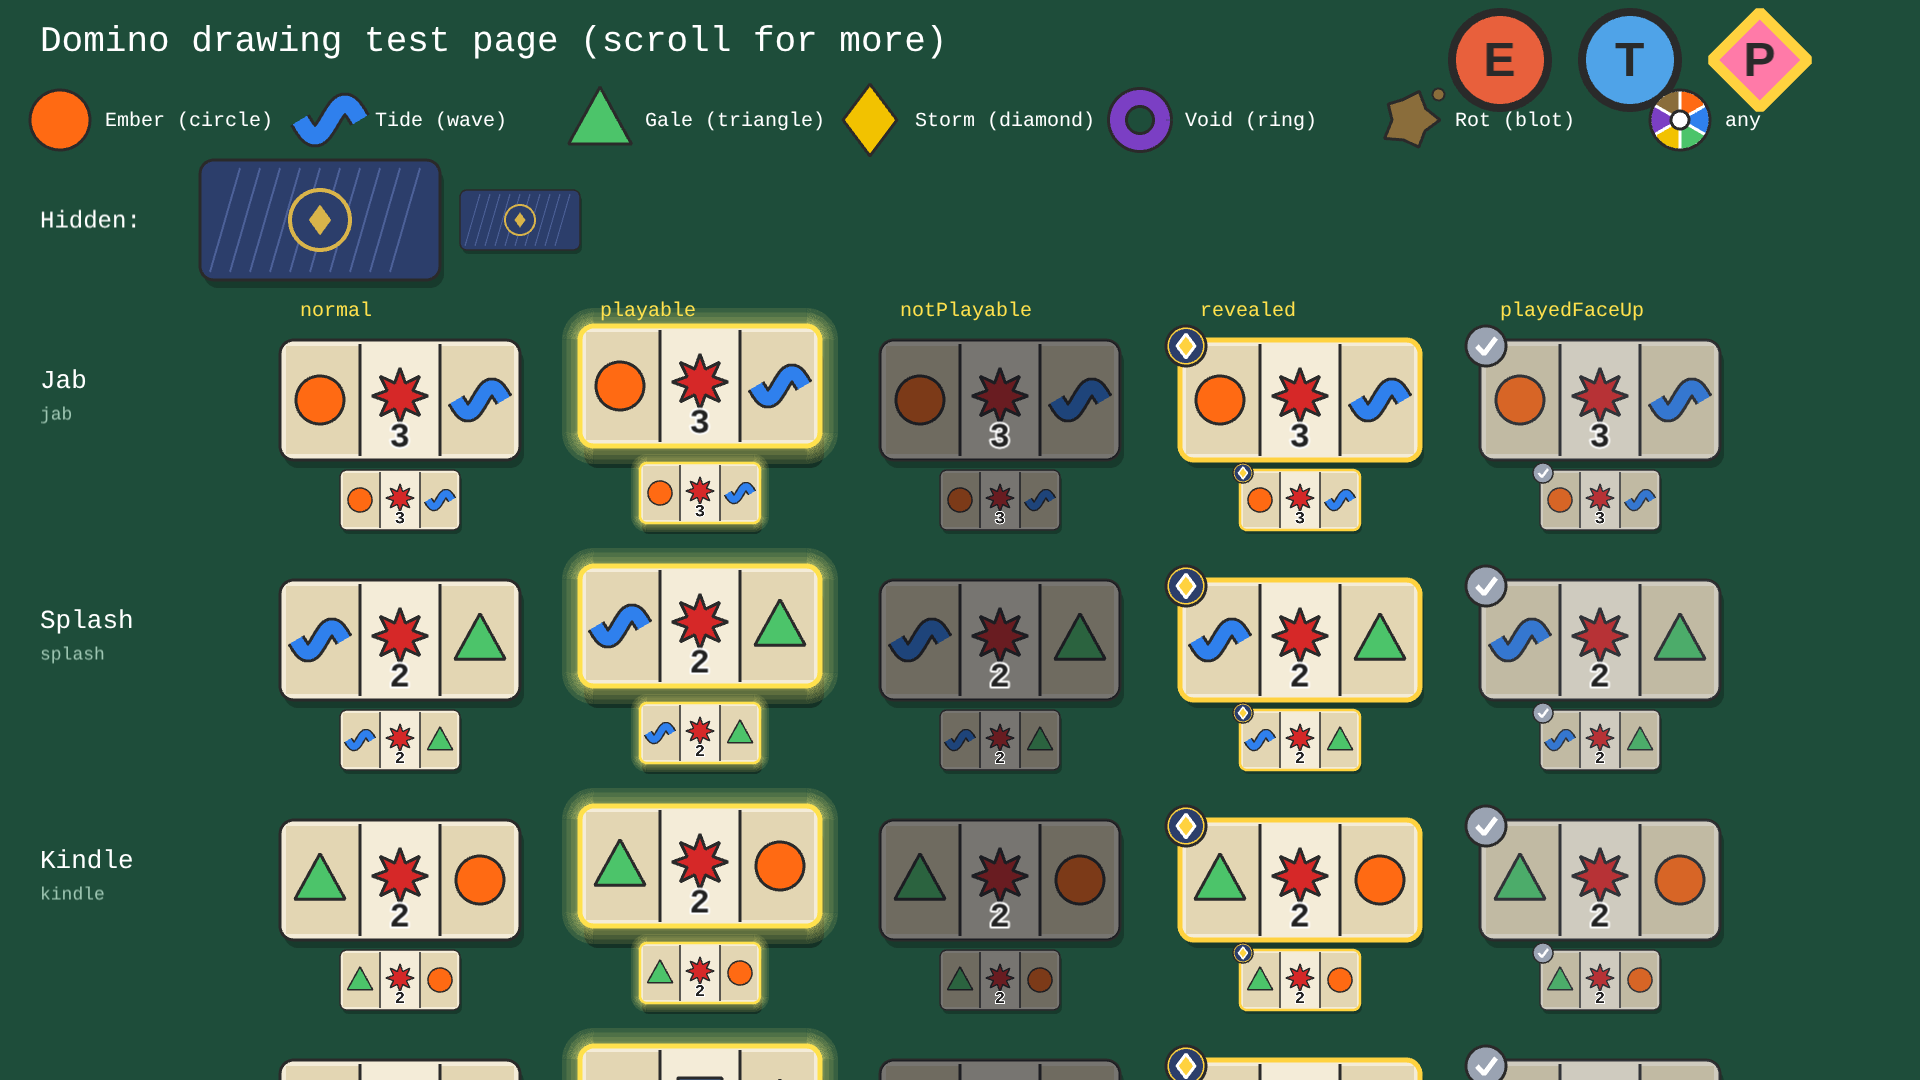 Domino drawing test page (scroll for more)
E T P
Ember (circle) Tide (wave) Gale (triangle) Storm (diamond) Void (ring) Rot (blot) any
Hidden:
normal playable notPlayable revealed playedFaceUp
Jab
jab
3 3 3 3 3
3 3 3 3 3
Splash
splash
2 2 2 2 2
2 2 2 2 2
Kindle
kindle
2 2 2 2 2
2 2 2 2 2